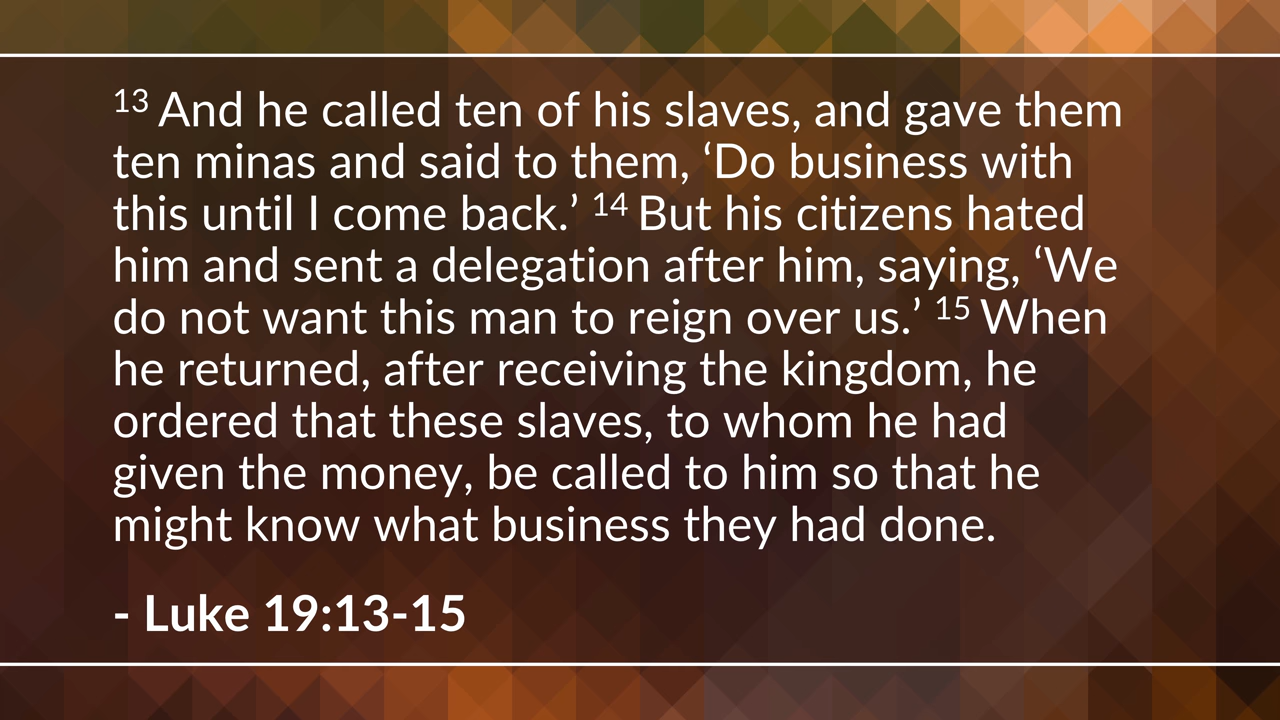 13 And he called ten of his slaves, and gave them
ten minas and said to them, ‘Do business with
this until I come back.’ 14 But his citizens hated
him and sent a delegation after him, saying, ‘We
do not want this man to reign over us.’ 15 When
he returned, after receiving the kingdom, he
ordered that these slaves, to whom he had
given the money, be called to him so that he
might know what business they had done.
- Luke 19:13-15